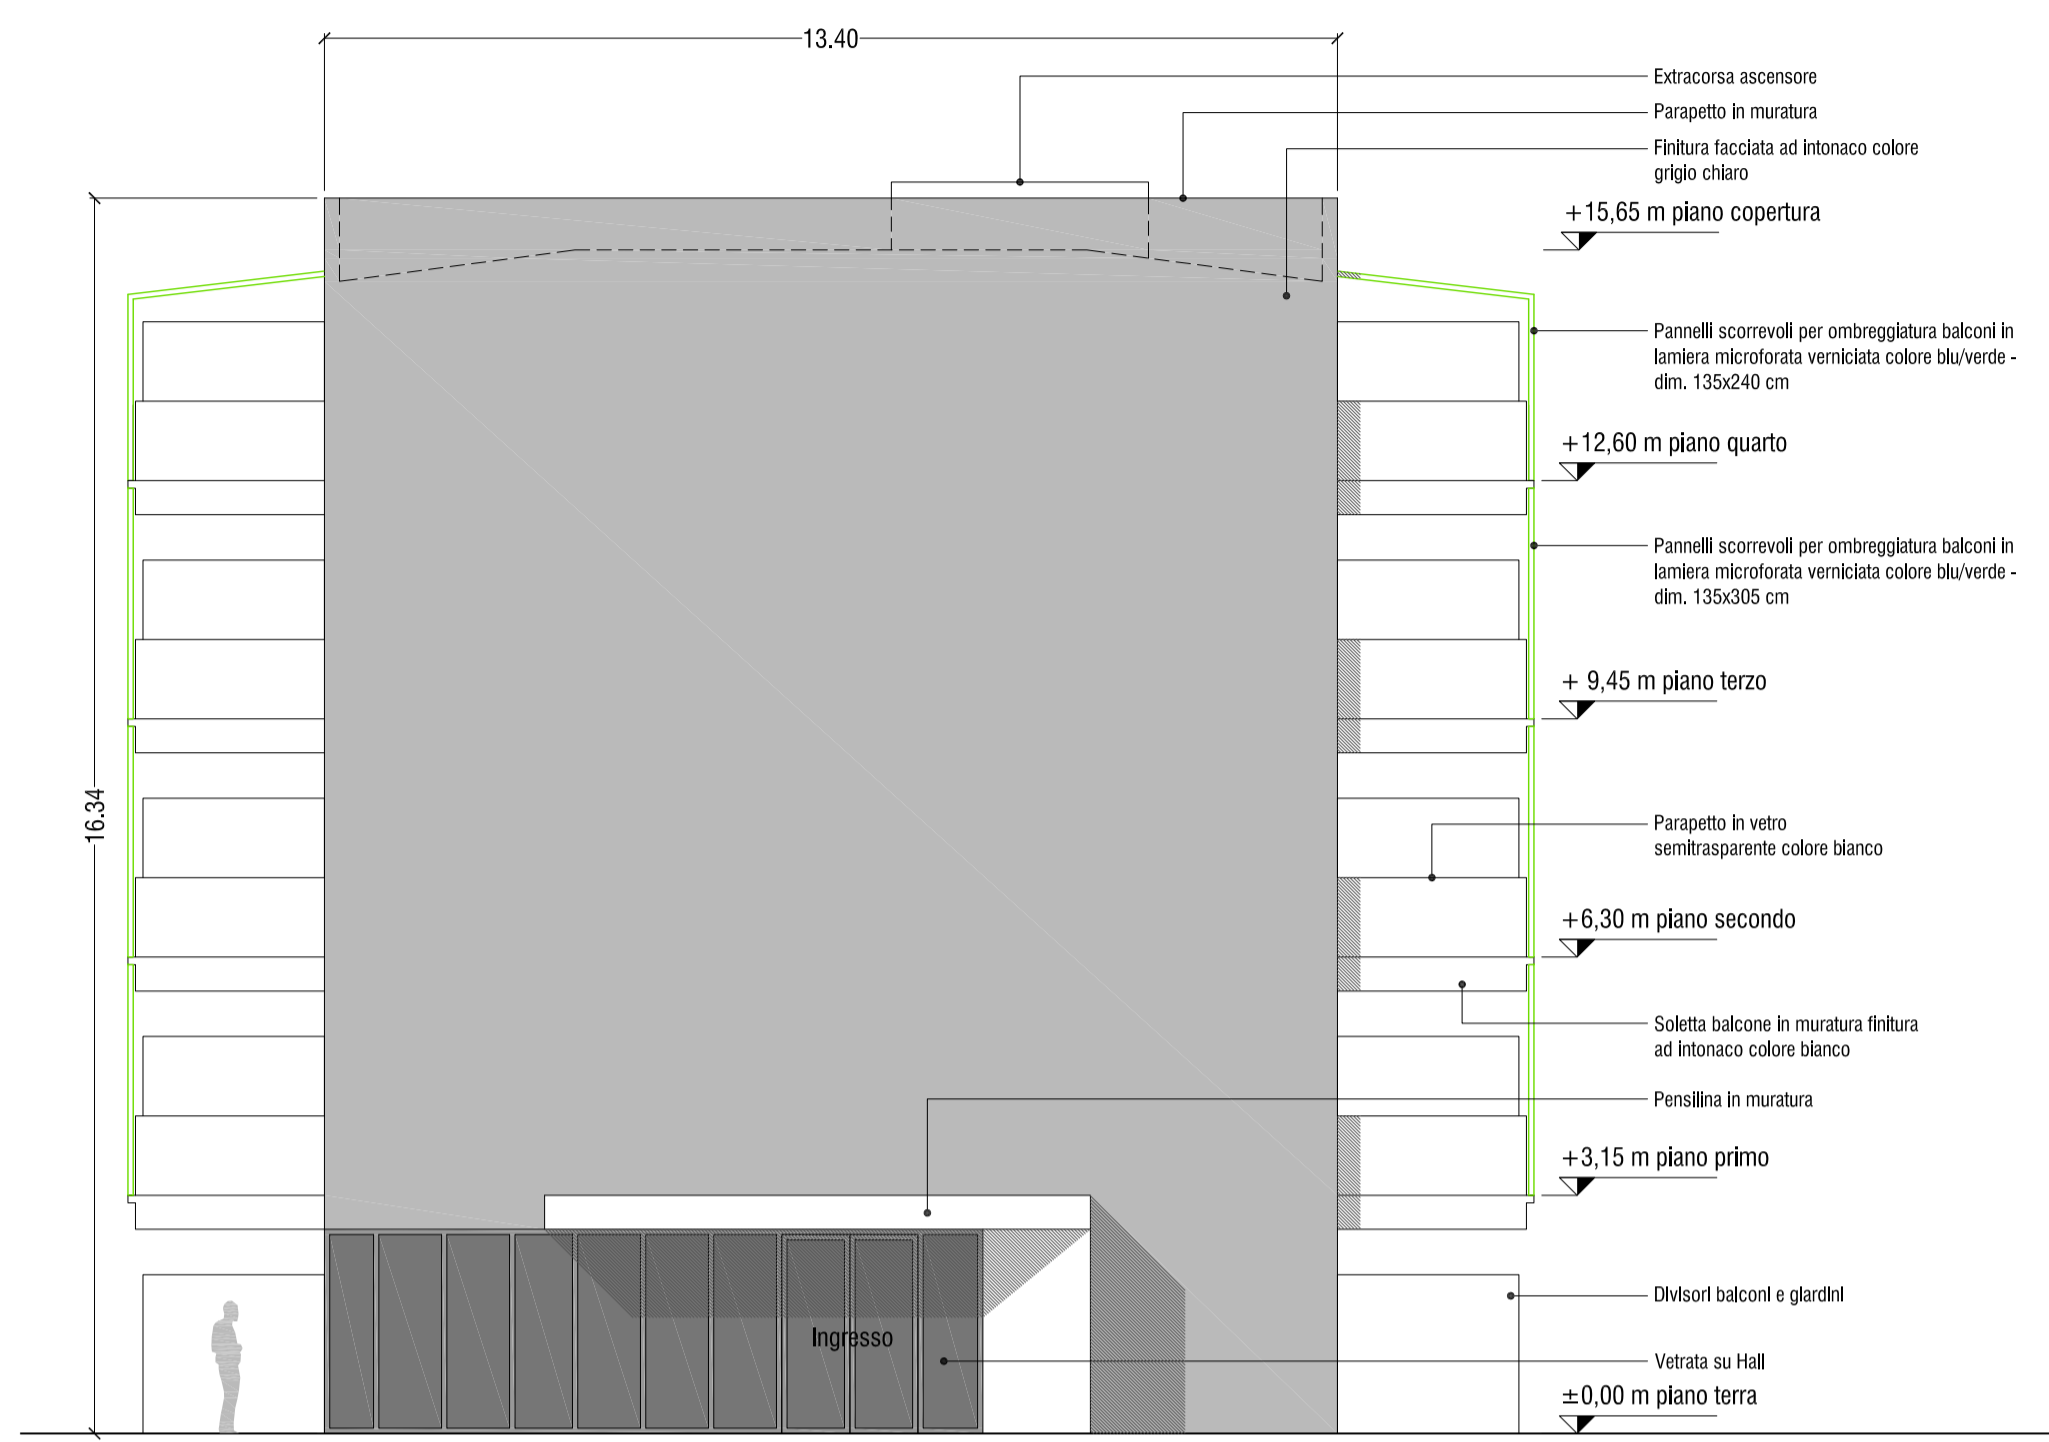 13.40
Extracorsa ascensore
Parapetto in muratura
Finitura facciata ad intonaco colore
grigio chiaro
+15,65 m piano copertura
Pannelli scorrevoli per ombreggiatura balconi in
lamiera microforata verniciata colore blu/verde -
dim. 135x240 cm
+12,60 m piano quarto
Pannelli scorrevoli per ombreggiatura balconi in
lamiera microforata verniciata colore blu/verde -
dim. 135x305 cm
+ 9,45 m piano terzo
16.34
Parapetto in vetro
semitrasparente colore bianco
+6,30 m piano secondo
Soletta balcone in muratura finitura
ad intonaco colore bianco
Pensilina in muratura
+3,15 m piano primo
Divisori balconi e giardini
Ingresso
Vetrata su Hall
±0,00 m piano terra